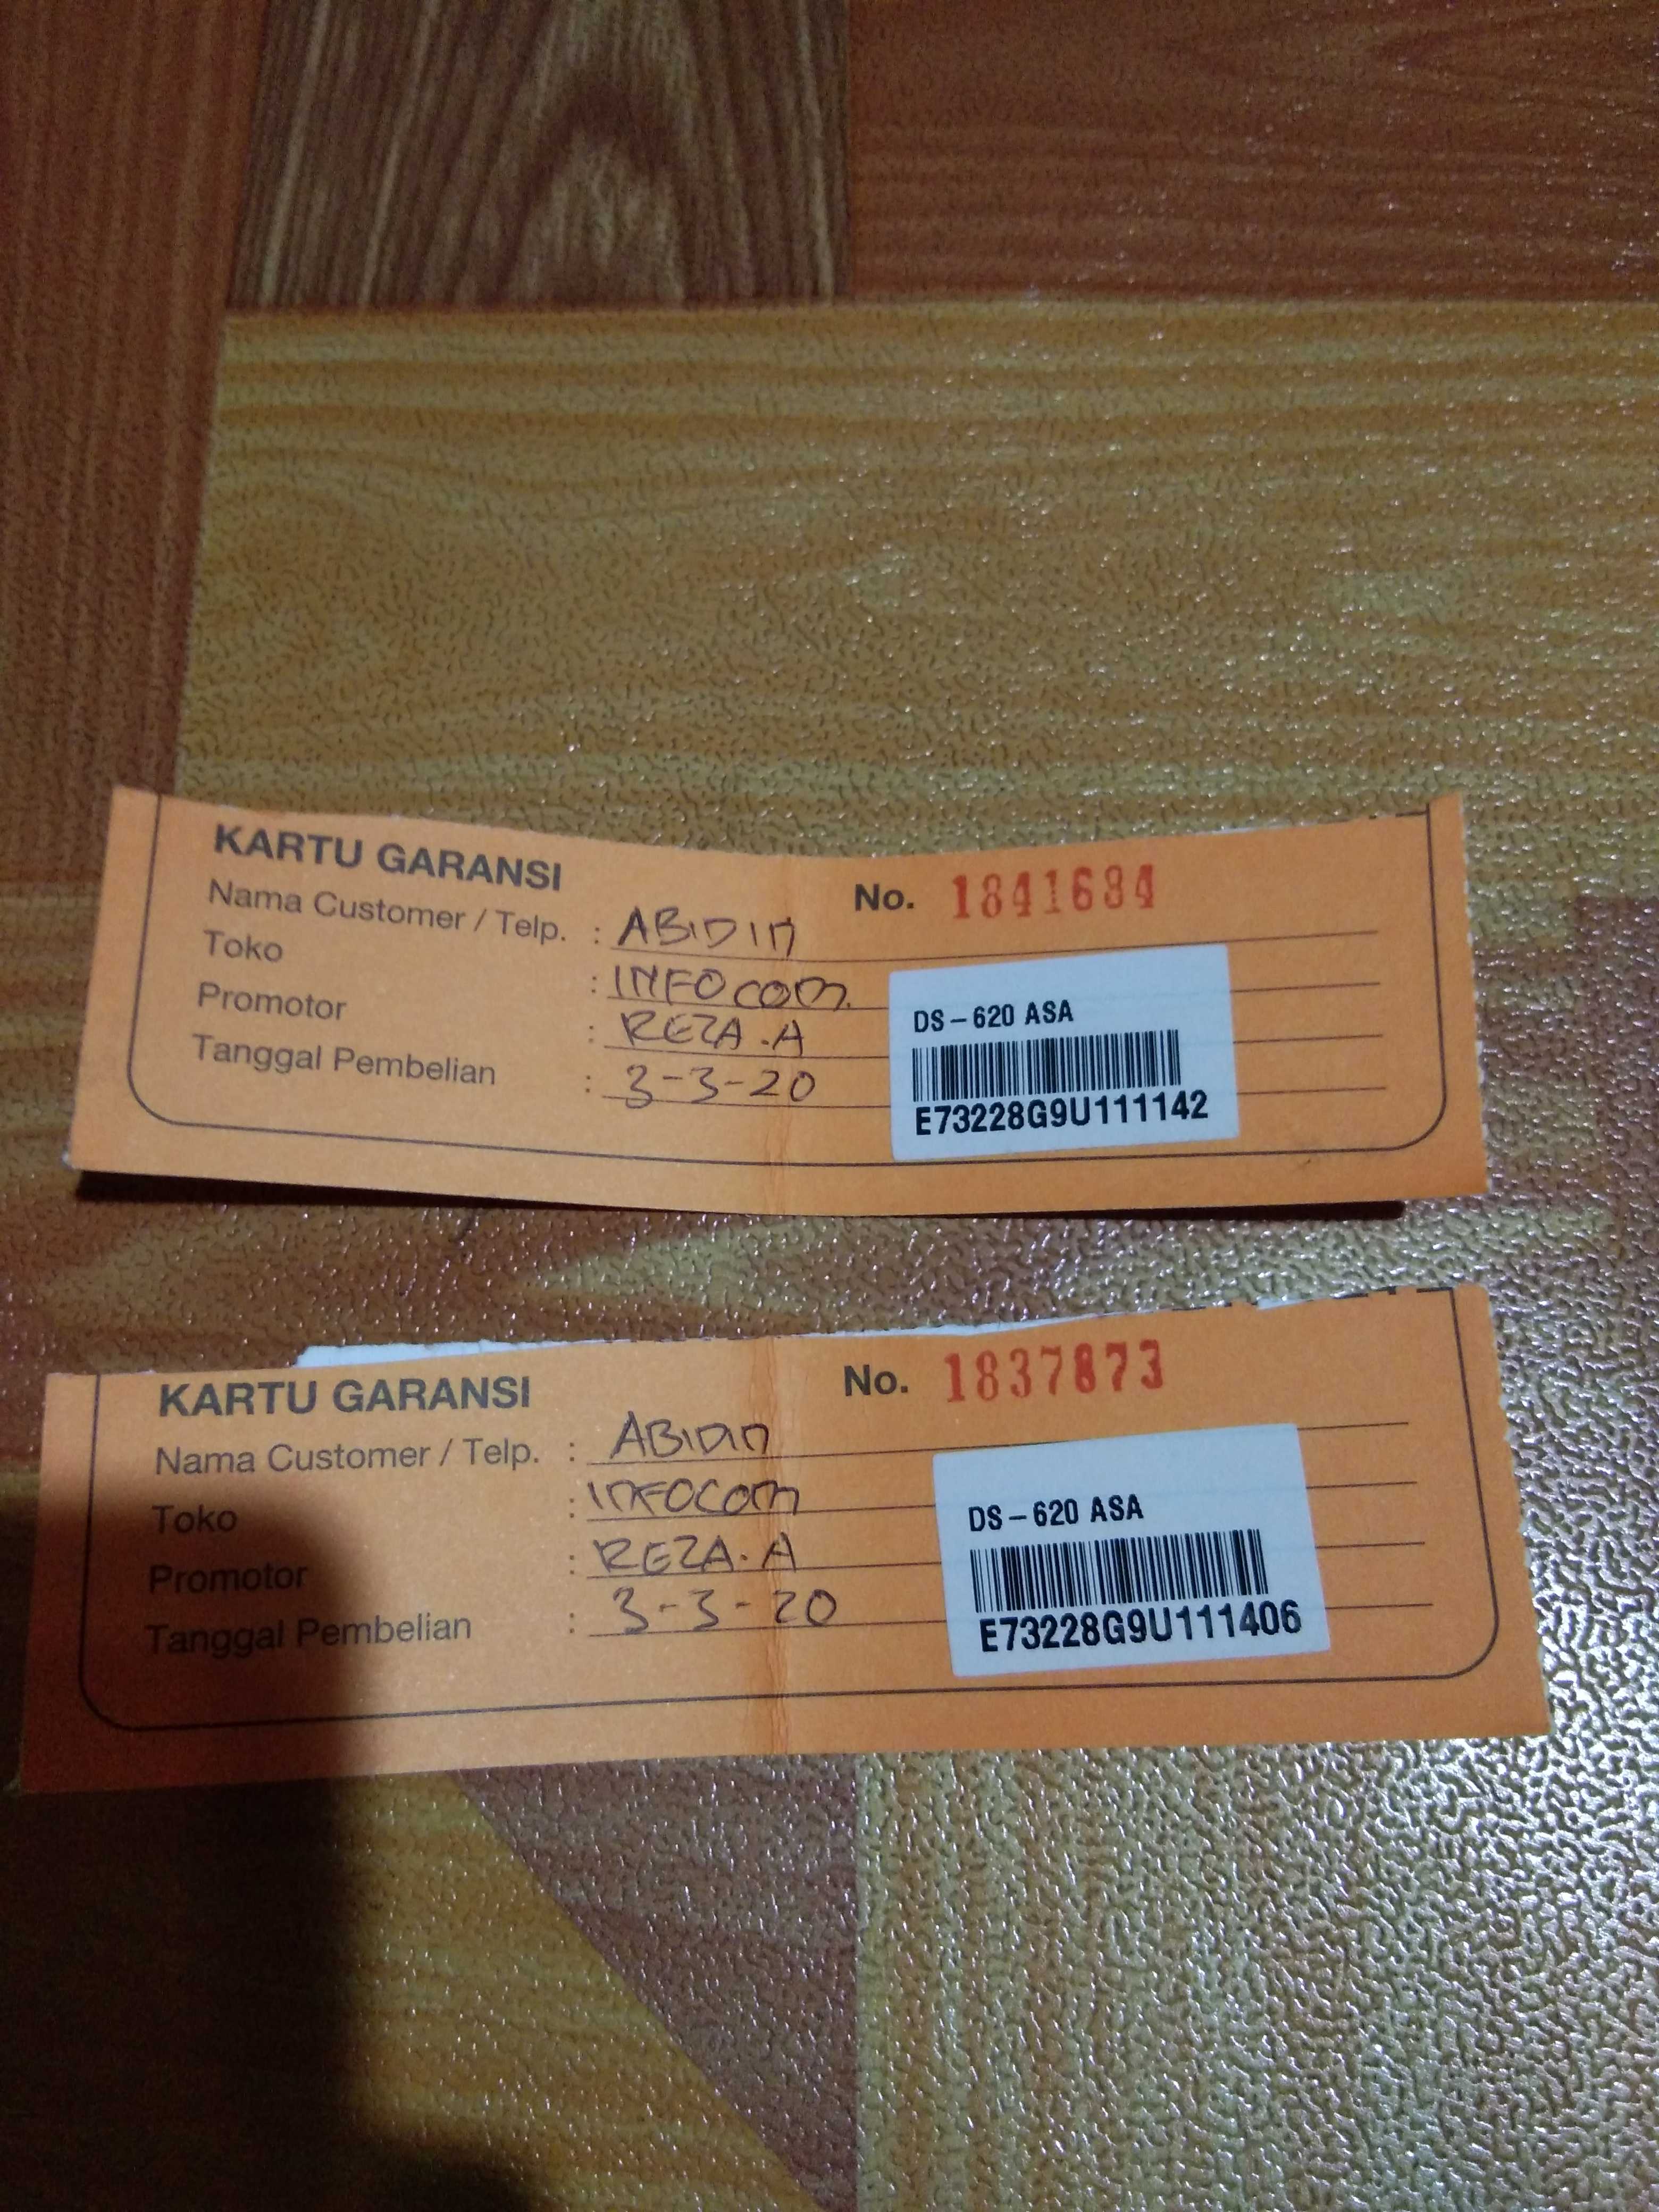 KARTU GARANSI No. 1841684
Nama Customer / Telp. : ABIDIN
Toko : INFOCOM.
Promotor : REZA.A
Tanggal Pembelian : 3-3-20
DS-620 ASA
E73228G9U111142
KARTU GARANSI No. 1837873
Nama Customer / Telp. : ABIDIN
Toko : INFOCOM
Promotor : REZA.A
Tanggal Pembelian : 3-3-20
DS-620 ASA
E73228G9U111406